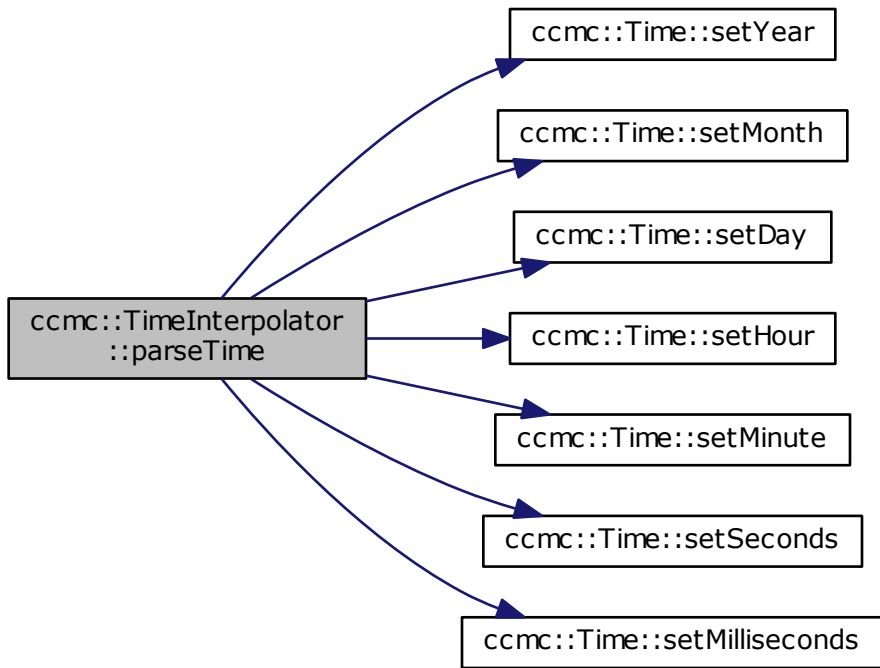 ccmc::Time::setYear
ccmc::Time::setMonth
ccmc::Time::setDay
ccmc::TimeInterpolator
::parseTime
ccmc::Time::setHour
ccmc::Time::setMinute
ccmc::Time::setSeconds
ccmc::Time::setMilliseconds